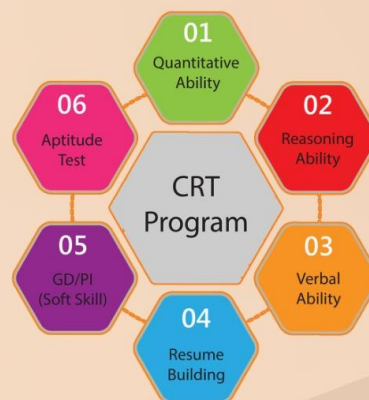 CRT
Program
01
Quantitative
Ability
02
Reasoning
Ability
03
Verbal
Ability
04
Resume
Building
05
GD/PI
(Soft Skill)
06
Aptitude
Test